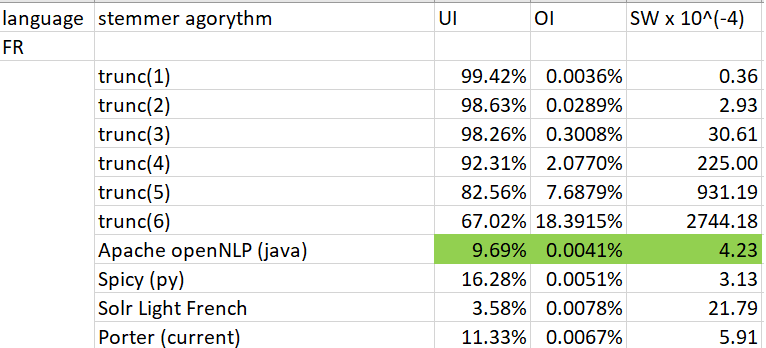 language stemmer agorythm UI OI SW x 10^(-4)
FR
trunc(1) 99.42% 0.0036% 0.36
trunc(2) 98.63% 0.0289% 2.93
trunc(3) 98.26% 0.3008% 30.61
trunc(4) 92.31% 2.0770% 225.00
trunc(5) 82.56% 7.6879% 931.19
trunc(6) 67.02% 18.3915% 2744.18
Apache openNLP (java) 9.69% 0.0041% 4.23
Spicy (py) 16.28% 0.0051% 3.13
Solr Light French 3.58% 0.0078% 21.79
Porter (current) 11.33% 0.0067% 5.91